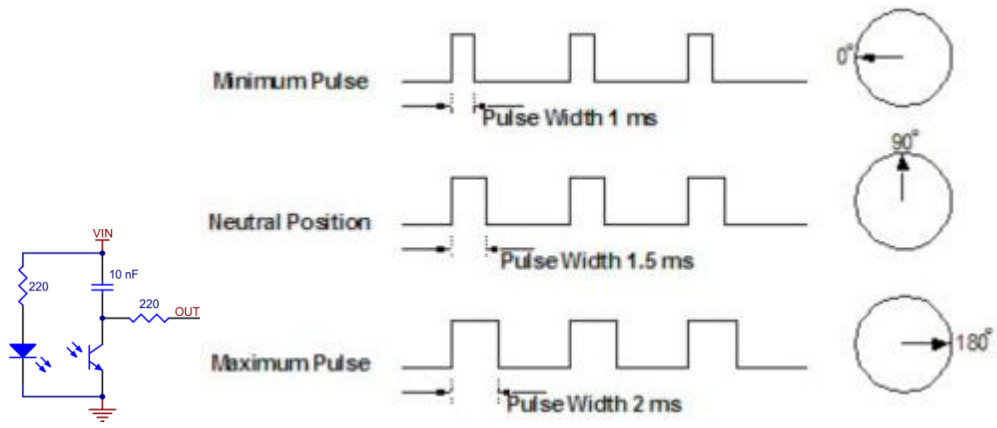 VIN
10 nF
220
220
OUT
Minimum Pulse
Pulse Width 1 ms
0°
Neutral Position
Pulse Width 1.5 ms
90°
Maximum Pulse
Pulse Width 2 ms
180°